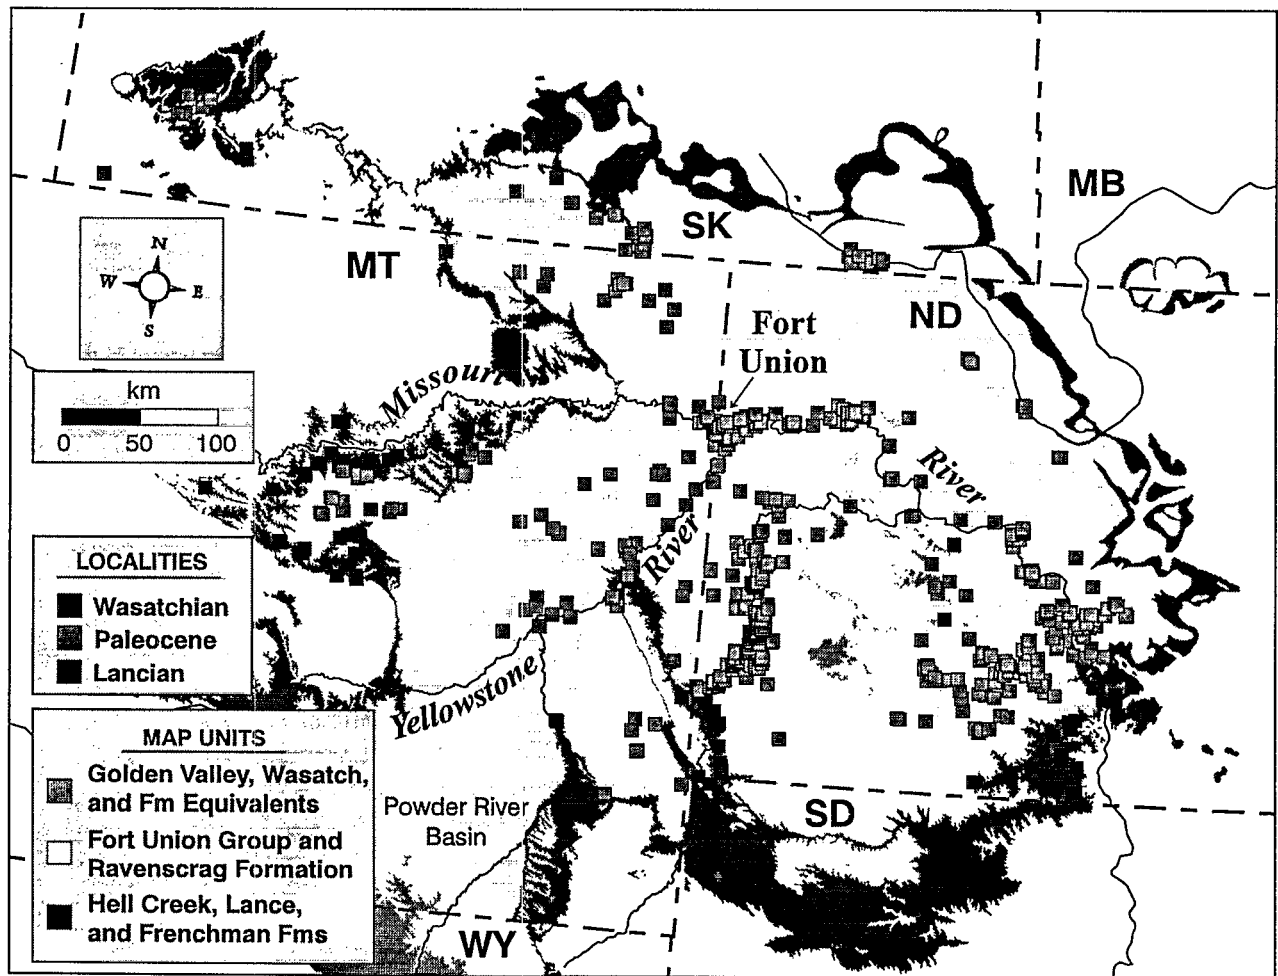 MB
SK
MT
N
W E
S
ND
Fort
Union
km
0 50 100
Missouri
River
River
LOCALITIES
Wasatchian
Paleocene
Lancian
Yellowstone
MAP UNITS
Golden Valley, Wasatch,
and Fm Equivalents
Fort Union Group and
Ravenscrag Formation
Hell Creek, Lance,
and Frenchman Fms
Powder River
Basin
SD
WY